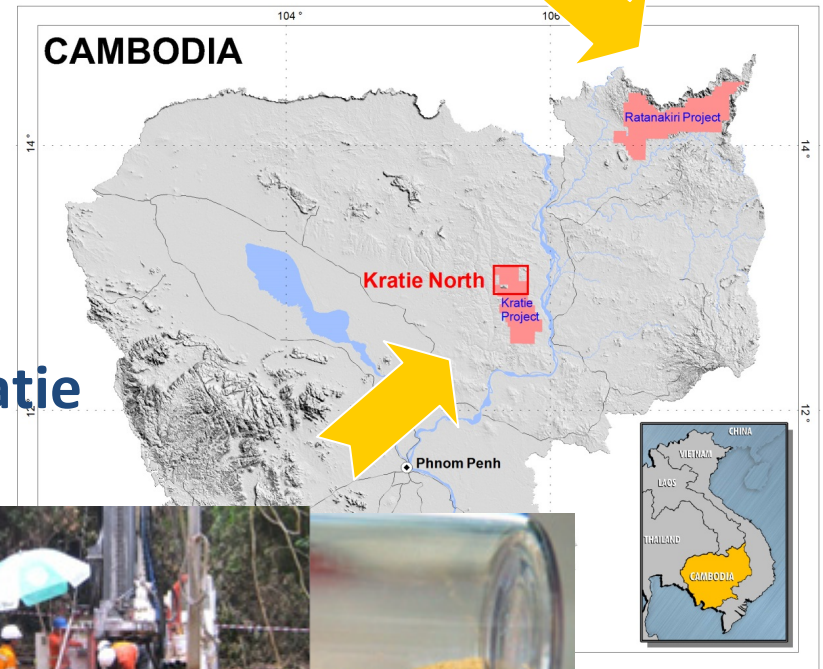 104 °
106
CAMBODIA
Ratanakiri Project
14°
14°
Kratie North
Kratie
Project
atie
12°
Phnom Penh
CHINA
VIETNAM
LAOS
THAILAND
CAMBODIA